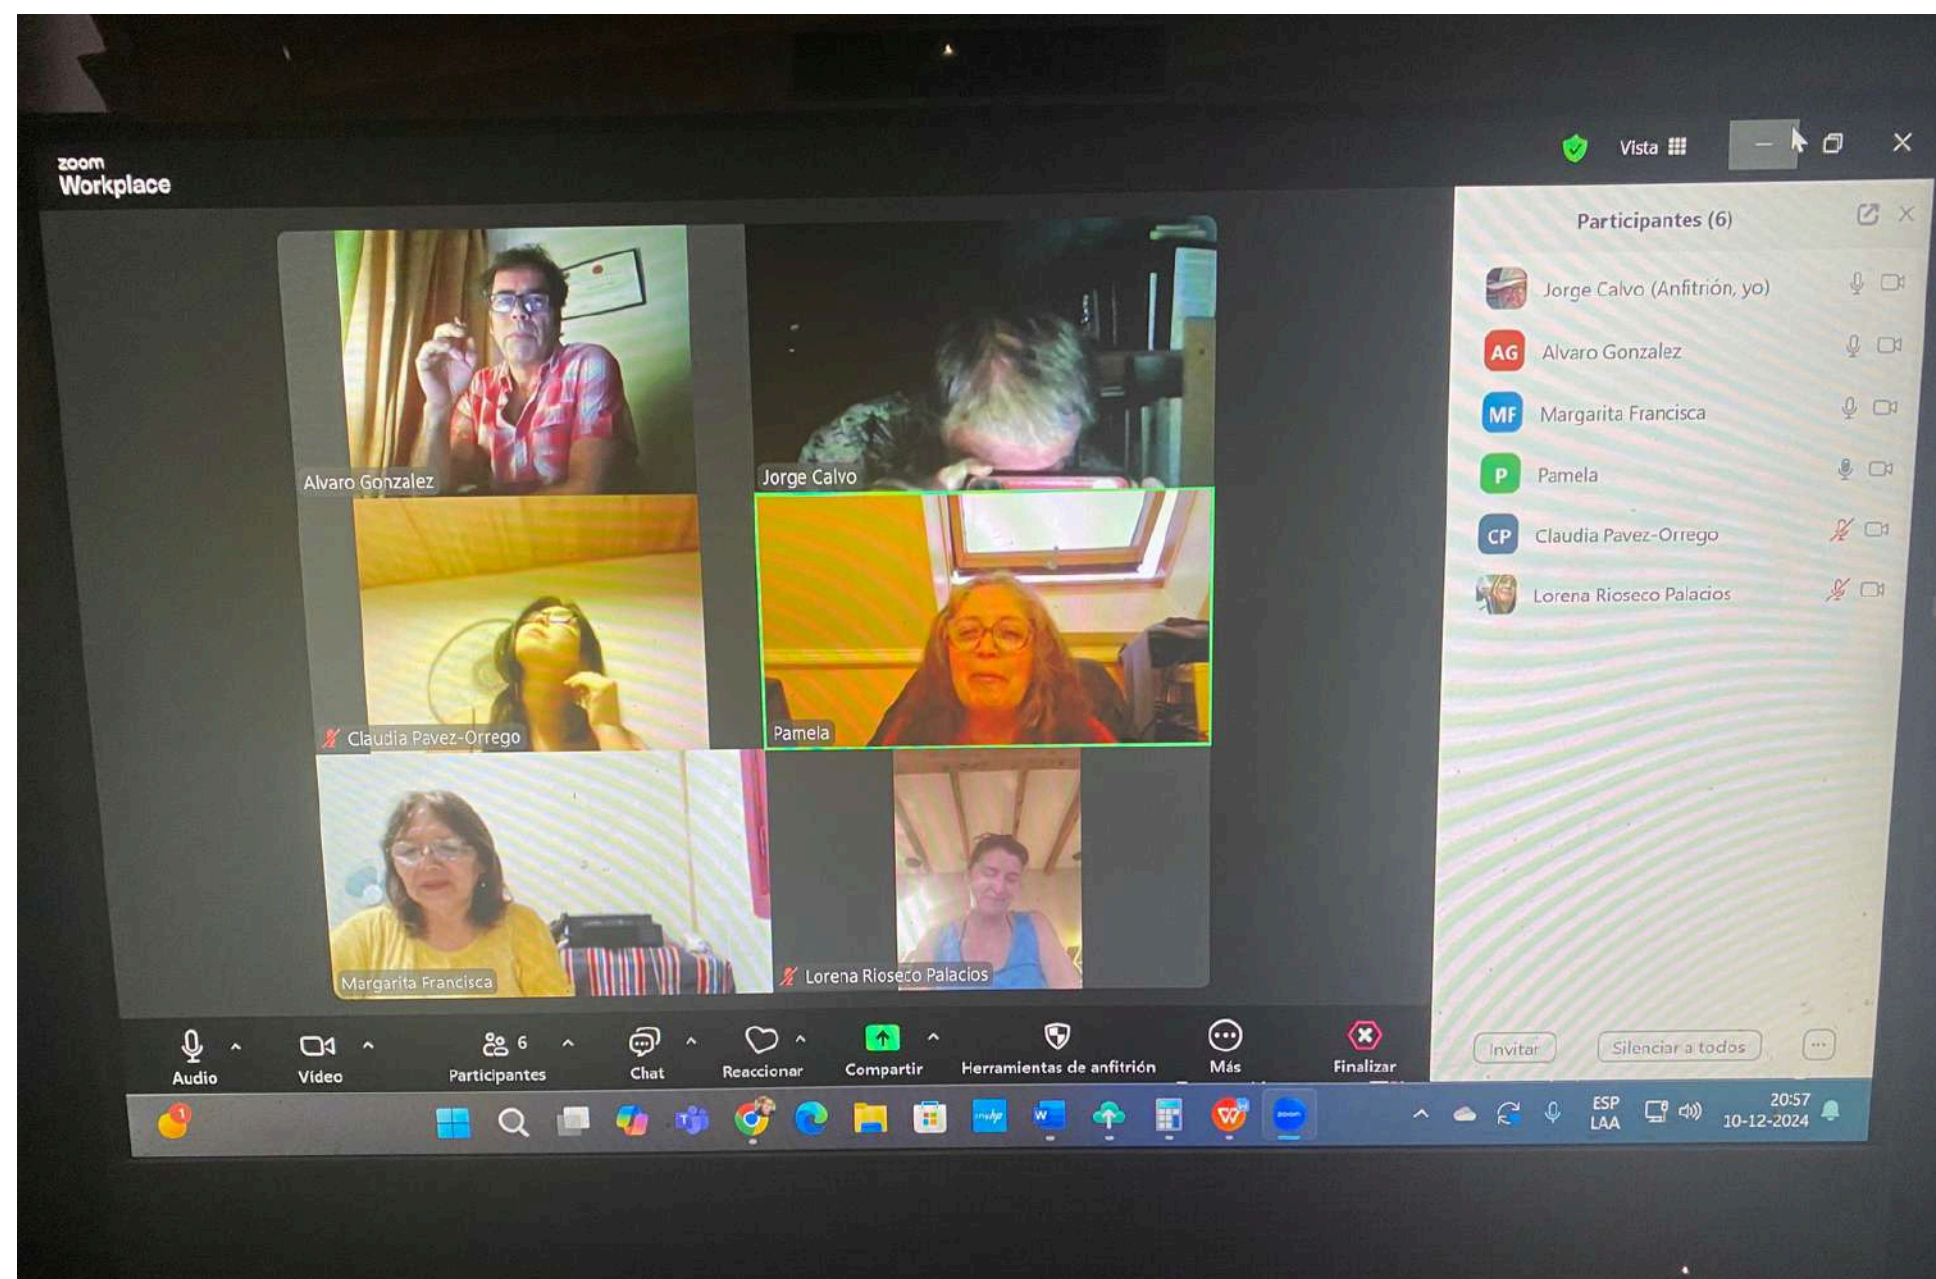 zoom
Workplace
Vista
Participantes (6)
Jorge Calvo (Anfitrión, yo)
AG Alvaro Gonzalez
MF Margarita Francisca
P Pamela
CP Claudia Pavez-Orrego
Lorena Rioseco Palacios
Alvaro Gonzalez
Jorge Calvo
Claudia Pavez-Orrego
Pamela
Margarita Francisca
Lorena Rioseco Palacios
Invitar Silenciar a todos
6
Audio Video Participantes Chat Reaccionar Compartir Herramientas de anfitrión Más Finalizar
1
myhp
W
zoom
ESP
LAA
20:57
10-12-2024